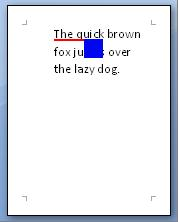 The quick brown
fox over
the lazy dog.